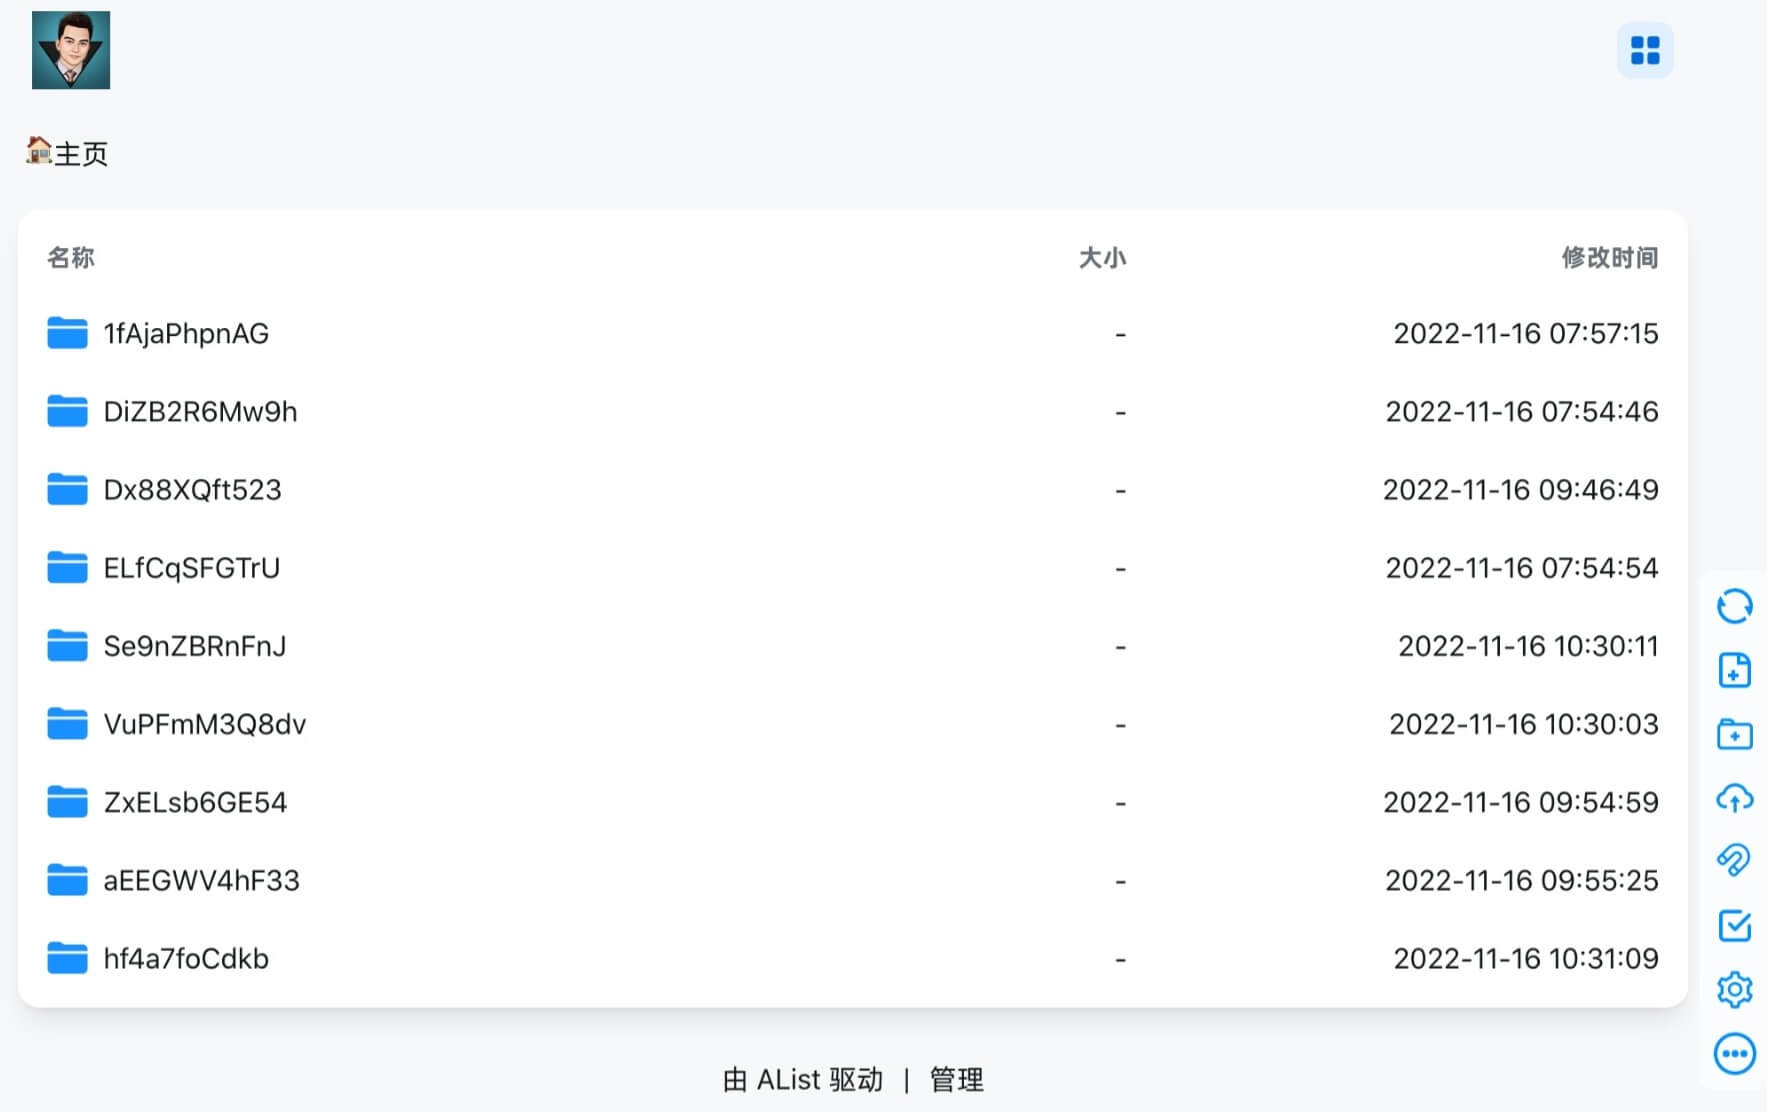 主页
名称 大小 修改时间
1fAjaPhpnAG - 2022-11-16 07:57:15
DiZB2R6Mw9h - 2022-11-16 07:54:46
Dx88XQft523 - 2022-11-16 09:46:49
ELfCqSFGTrU - 2022-11-16 07:54:54
Se9nZBRnFnJ - 2022-11-16 10:30:11
VuPFmM3Q8dv - 2022-11-16 10:30:03
ZxELsb6GE54 - 2022-11-16 09:54:59
aEEGWV4hF33 - 2022-11-16 09:55:25
hf4a7foCdkb - 2022-11-16 10:31:09
由 AList 驱动 | 管理